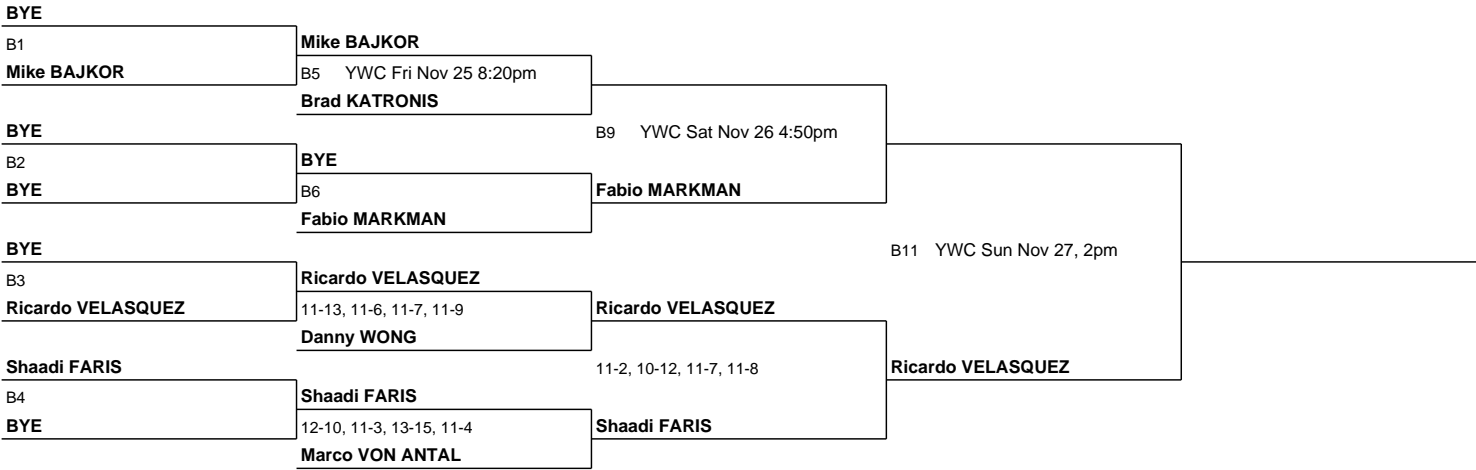 BYE
B1
Mike BAJKOR
Mike BAJKOR
B5 YWC Fri Nov 25 8:20pm
Brad KATRONIS
BYE
B9 YWC Sat Nov 26 4:50pm
B2
BYE
BYE
B6
Fabio MARKMAN
Fabio MARKMAN
BYE
B11 YWC Sun Nov 27, 2pm
B3
Ricardo VELASQUEZ
Ricardo VELASQUEZ
11-13, 11-6, 11-7, 11-9
Ricardo VELASQUEZ
Danny WONG
Shaadi FARIS
11-2, 10-12, 11-7, 11-8
Ricardo VELASQUEZ
B4
Shaadi FARIS
BYE
12-10, 11-3, 13-15, 11-4
Shaadi FARIS
Marco VON ANTAL